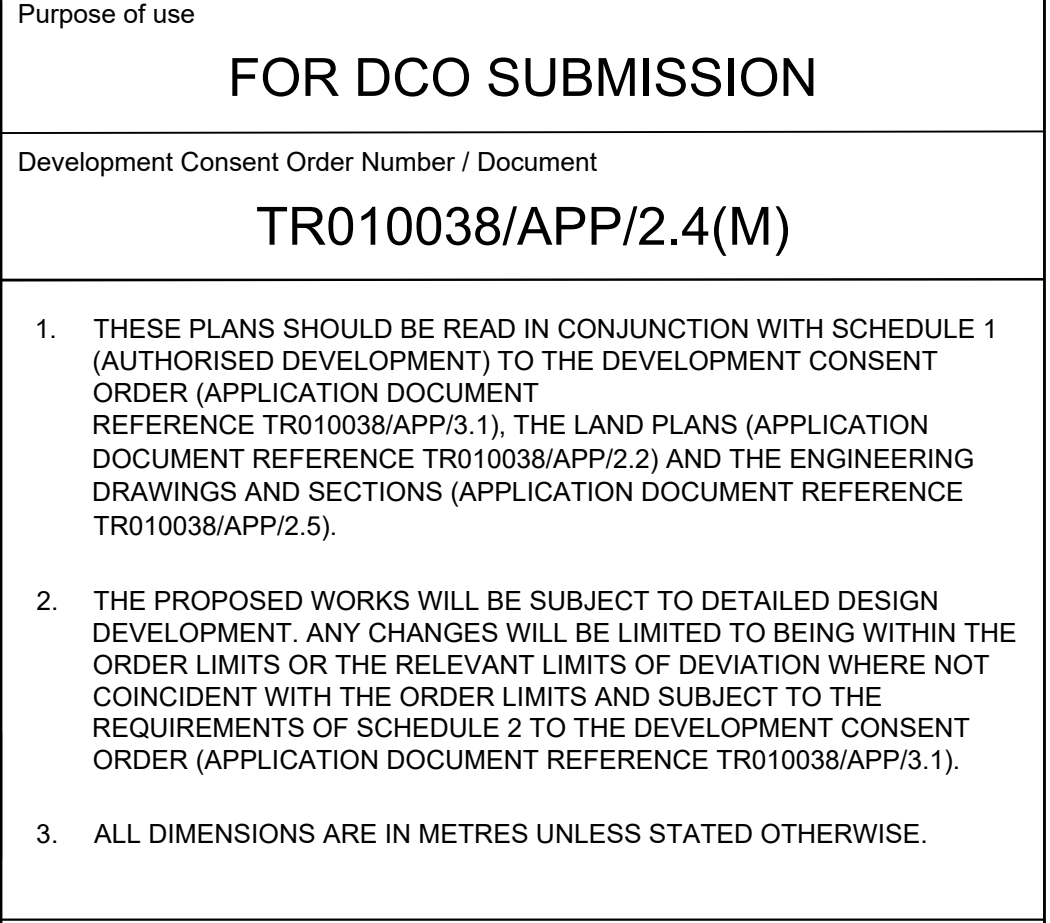 Purpose of use
FOR DCO SUBMISSION
Development Consent Order Number / Document
TR010038/APP/2.4(M)
1. THESE PLANS SHOULD BE READ IN CONJUNCTION WITH SCHEDULE 1
(AUTHORISED DEVELOPMENT) TO THE DEVELOPMENT CONSENT
ORDER (APPLICATION DOCUMENT
REFERENCE TR010038/APP/3.1), THE LAND PLANS (APPLICATION
DOCUMENT REFERENCE TR010038/APP/2.2) AND THE ENGINEERING
DRAWINGS AND SECTIONS (APPLICATION DOCUMENT REFERENCE
TR010038/APP/2.5).
2. THE PROPOSED WORKS WILL BE SUBJECT TO DETAILED DESIGN
DEVELOPMENT. ANY CHANGES WILL BE LIMITED TO BEING WITHIN THE
ORDER LIMITS OR THE RELEVANT LIMITS OF DEVIATION WHERE NOT
COINCIDENT WITH THE ORDER LIMITS AND SUBJECT TO THE
REQUIREMENTS OF SCHEDULE 2 TO THE DEVELOPMENT CONSENT
ORDER (APPLICATION DOCUMENT REFERENCE TR010038/APP/3.1).
3. ALL DIMENSIONS ARE IN METRES UNLESS STATED OTHERWISE.